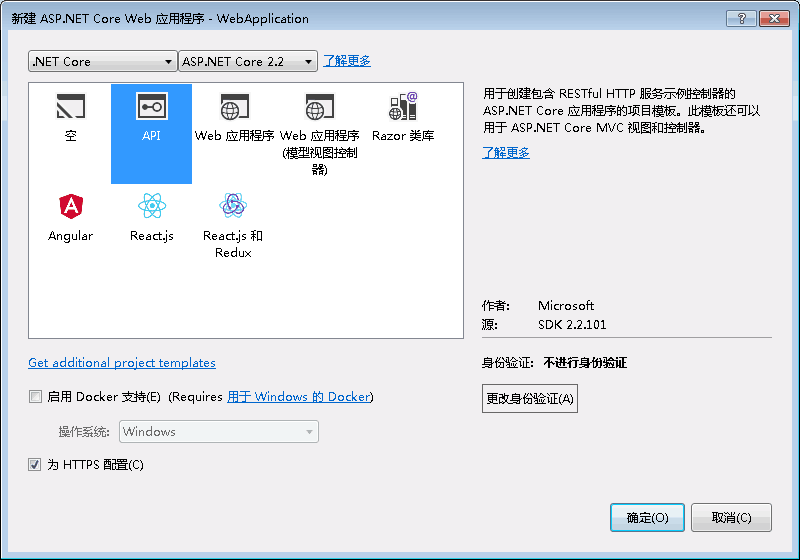 新建 ASP.NET Core Web 应用程序 - WebApplication
.NET Core
ASP.NET Core 2.2
了解更多
空
API
Web 应用程序
Web 应用程序
(模型视图控制
器)
Razor 类库
Angular
React.js
React.js 和
Redux
用于创建包含 RESTful HTTP 服务示例控制器的
ASP.NET Core 应用程序的项目模板。此模板还可以
用于 ASP.NET Core MVC 视图和控制器。
了解更多
作者: Microsoft
源: SDK 2.2.101
Get additional project templates
启用 Docker 支持(E) (Requires 用于 Windows 的 Docker)
操作系统: Windows
为 HTTPS 配置(C)
身份验证: 不进行身份验证
更改身份验证(A)
确定(O)
取消(C)